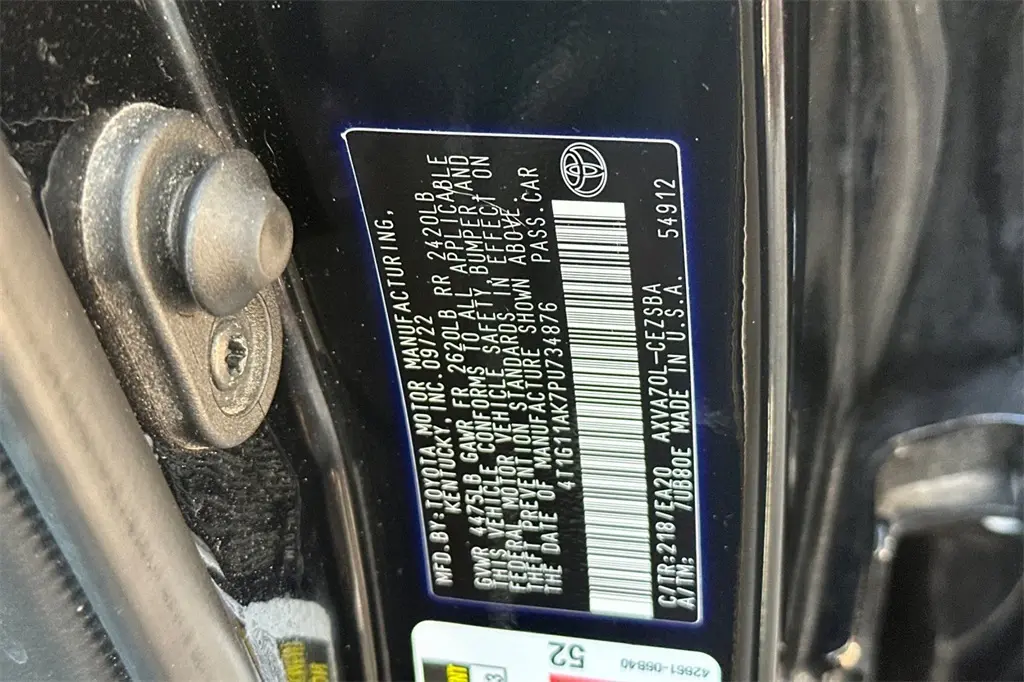 MFD.BY:TOYOTA MOTOR MANUFACTURING,
KENTUCKY, INC. 09/22
GVWR 4475LB GAWR FR 2620LB RR 2420LB
THIS VEHICLE CONFORMS TO ALL APPLICABLE
FEDERAL MOTOR VEHICLE SAFETY, BUMPER, AND
THEFT PREVENTION STANDARDS IN EFFECT ON
THE DATE OF MANUFACTURE SHOWN ABOVE.
4T1G11AK7PU734876 PASS.CAR
C/TR:218/EA20 AXVA70L-CEZSBA 54912
A/TM: /UB80E MADE IN U.S.A.
52
42661-06840